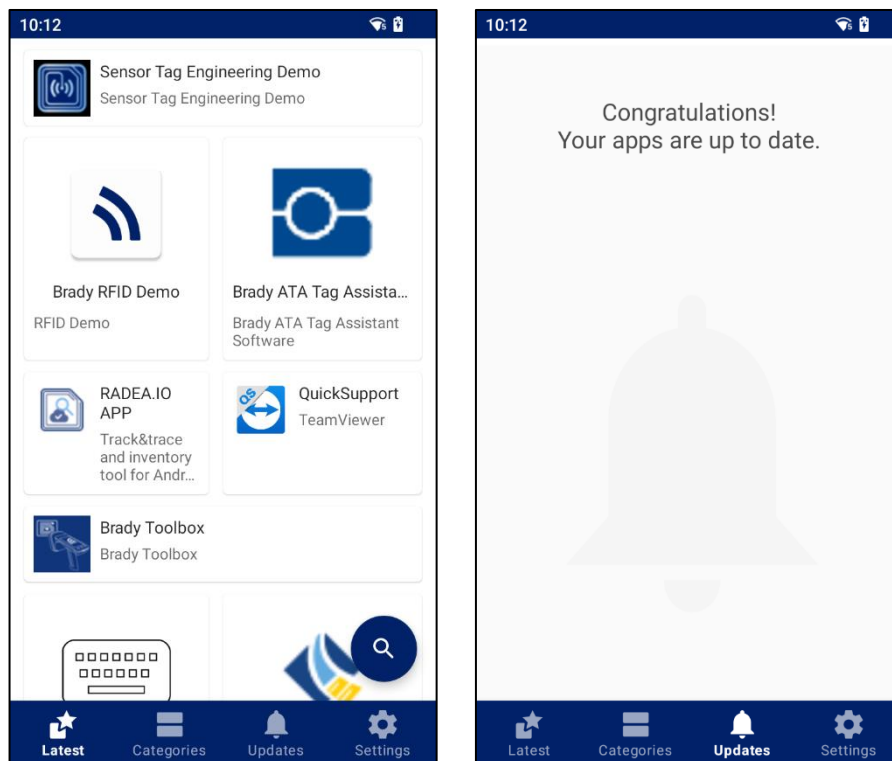 10:12
Sensor Tag Engineering Demo
Sensor Tag Engineering Demo
Brady RFID Demo
RFID Demo
Brady ATA Tag Assista...
Brady ATA Tag Assistant
Software
RADEA.IO
APP
Track&trace
and inventory
tool for Andr...
QS
QuickSupport
TeamViewer
Brady Toolbox
Brady Toolbox
Latest Categories Updates Settings
10:12
Congratulations!
Your apps are up to date.
Latest Categories Updates Settings